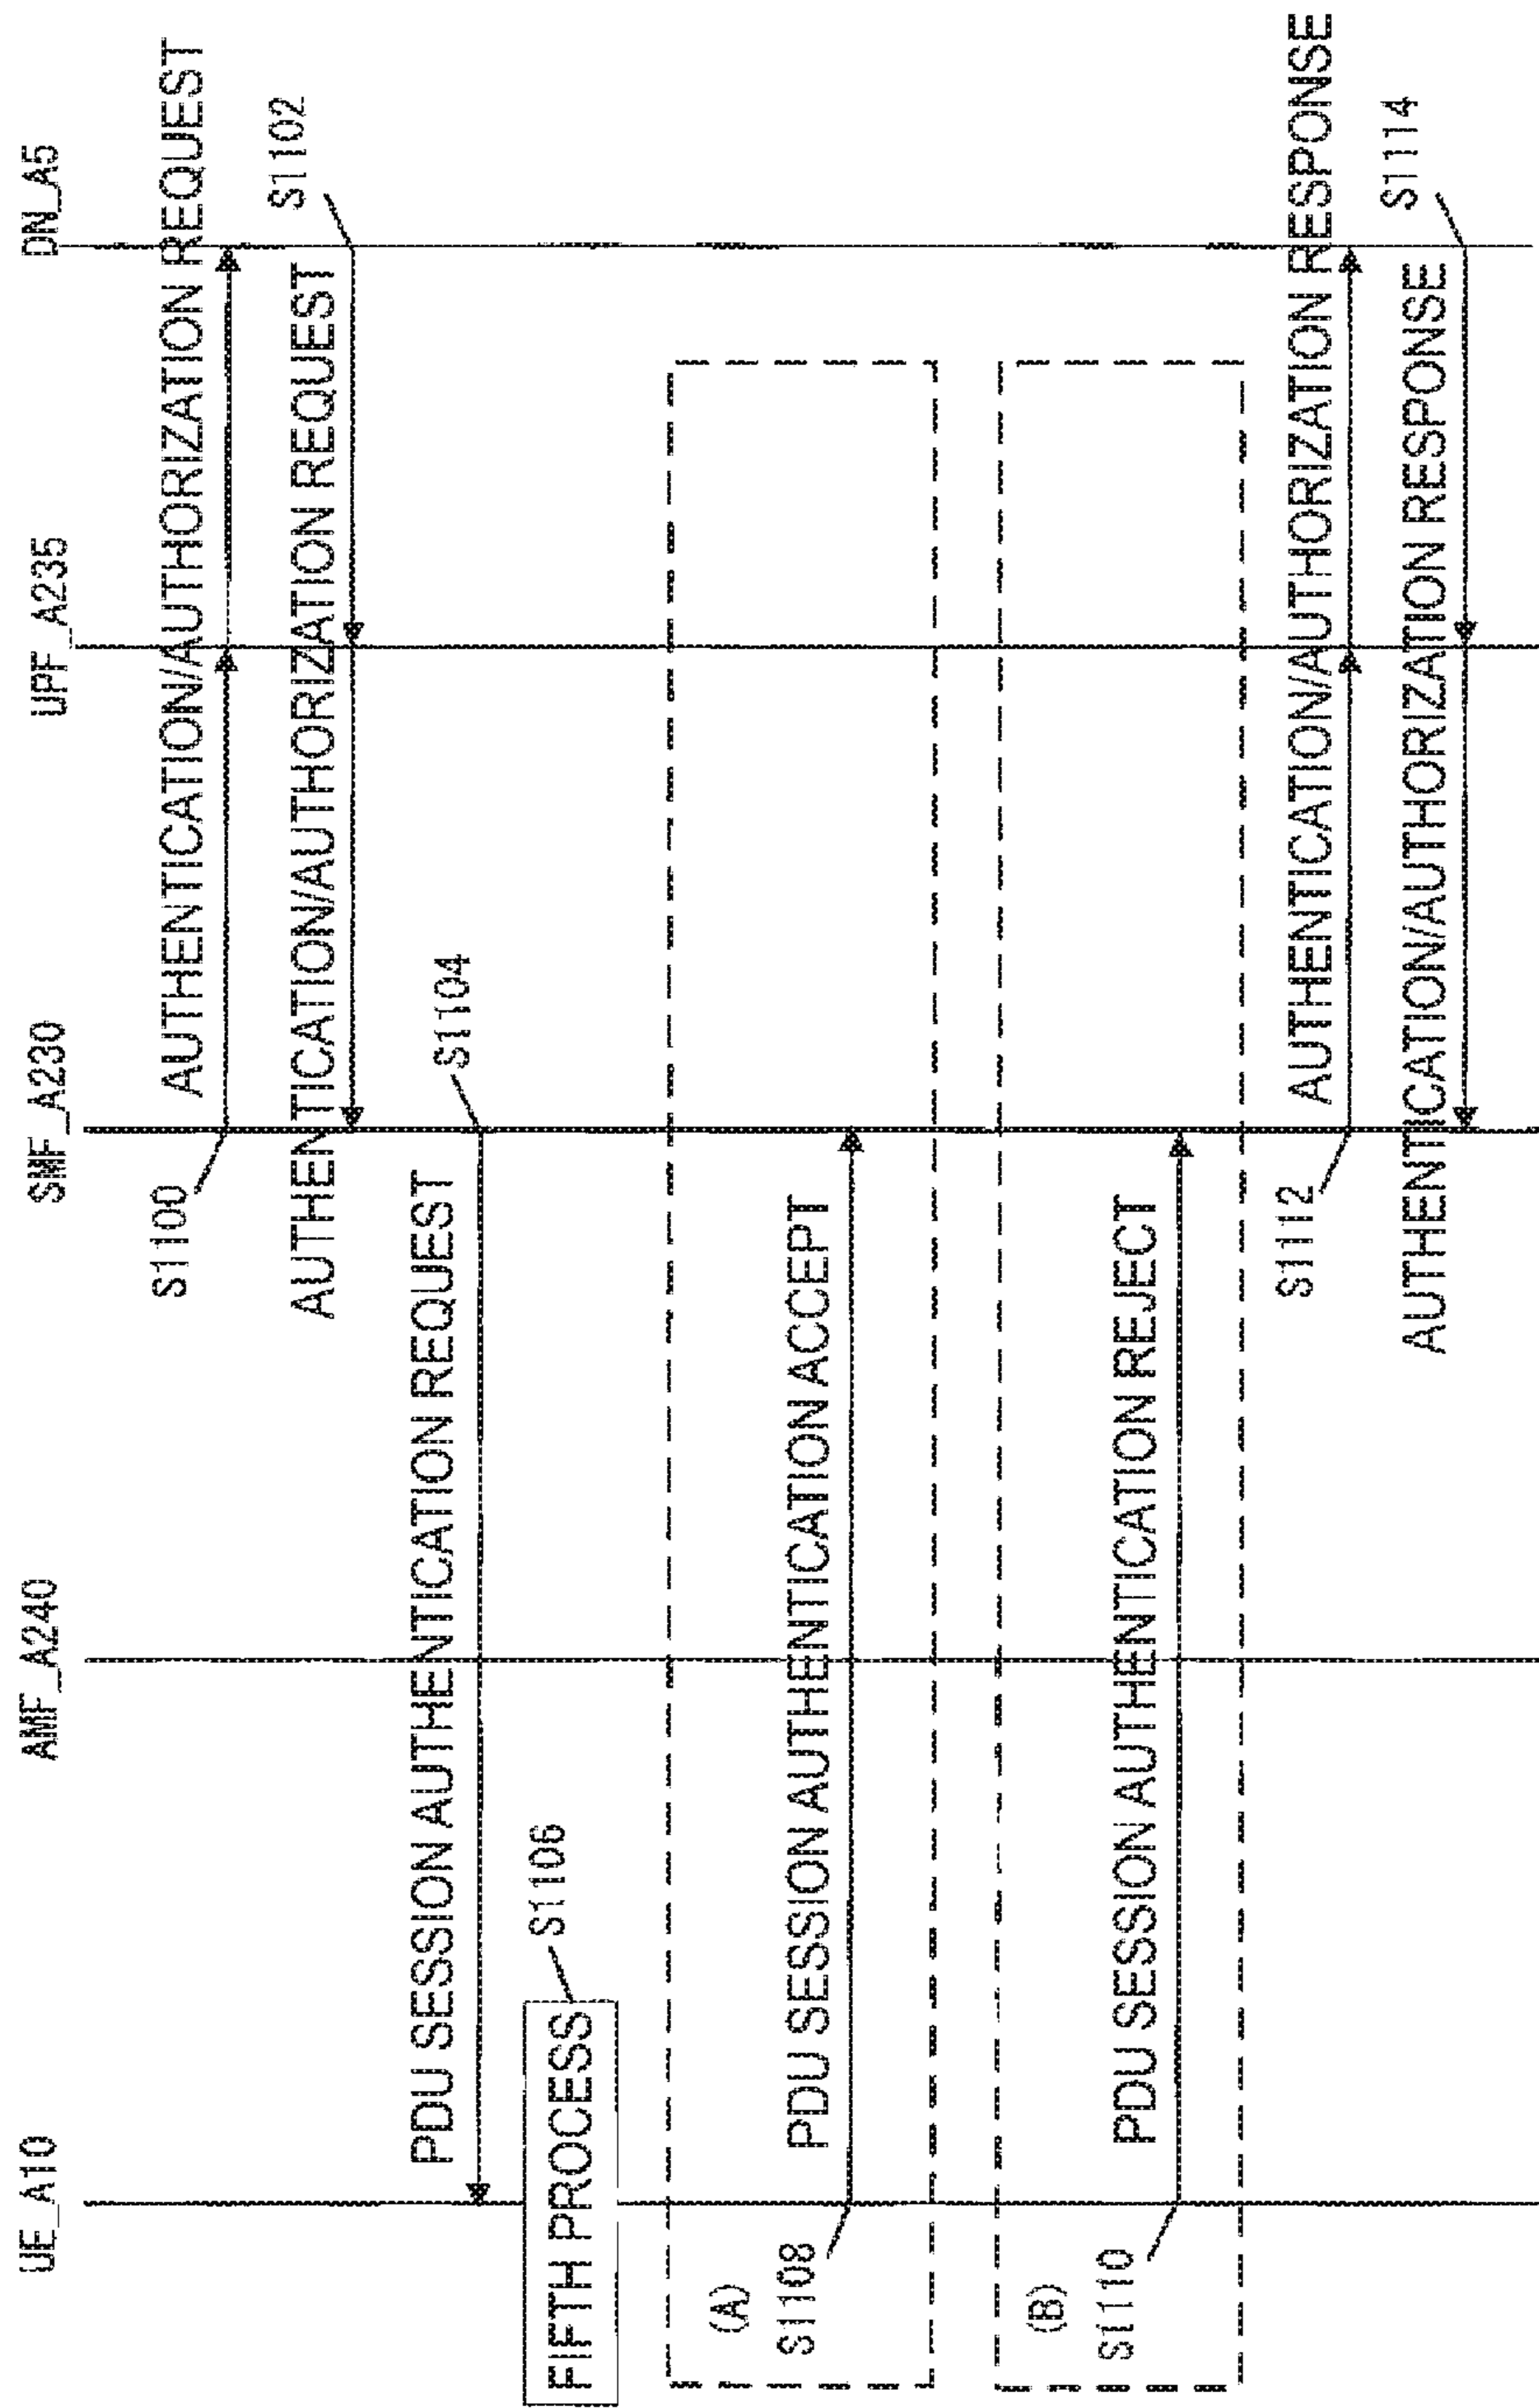 UE_A10
AMF_A240
SMF_A230
UPF_A235
DN_A5
S1100
AUTHENTICATION/AUTHORIZATION REQUEST
S1102
AUTHENTICATION/AUTHORIZATION REQUEST
PDU SESSION AUTHENTICATION REQUEST
S1104
FIFTH PROCESS
S1106
(A)
S1108
PDU SESSION AUTHENTICATION ACCEPT
(B)
S1110
PDU SESSION AUTHENTICATION REJECT
S1112
AUTHENTICATION/AUTHORIZATION RESPONSE
AUTHENTICATION/AUTHORIZATION RESPONSE
S1114